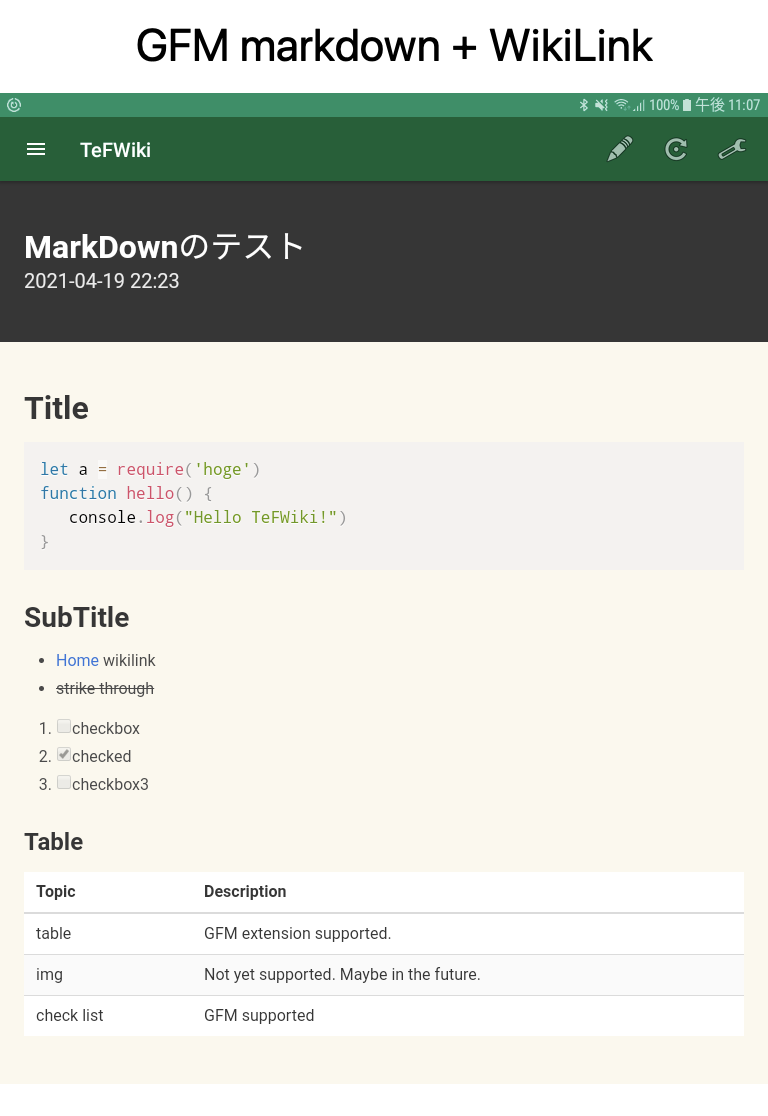 GFM markdown + WikiLink
100% 午後 11:07
TeFWiki
MarkDownのテスト
2021-04-19 22:23
Title
let a = require('hoge')
function hello() {
   console.log("Hello TeFWiki!")
}
SubTitle
• Home wikilink
• strike through
1. checkbox
2. checked
3. checkbox3
Table
Topic Description
table GFM extension supported.
img Not yet supported. Maybe in the future.
check list GFM supported